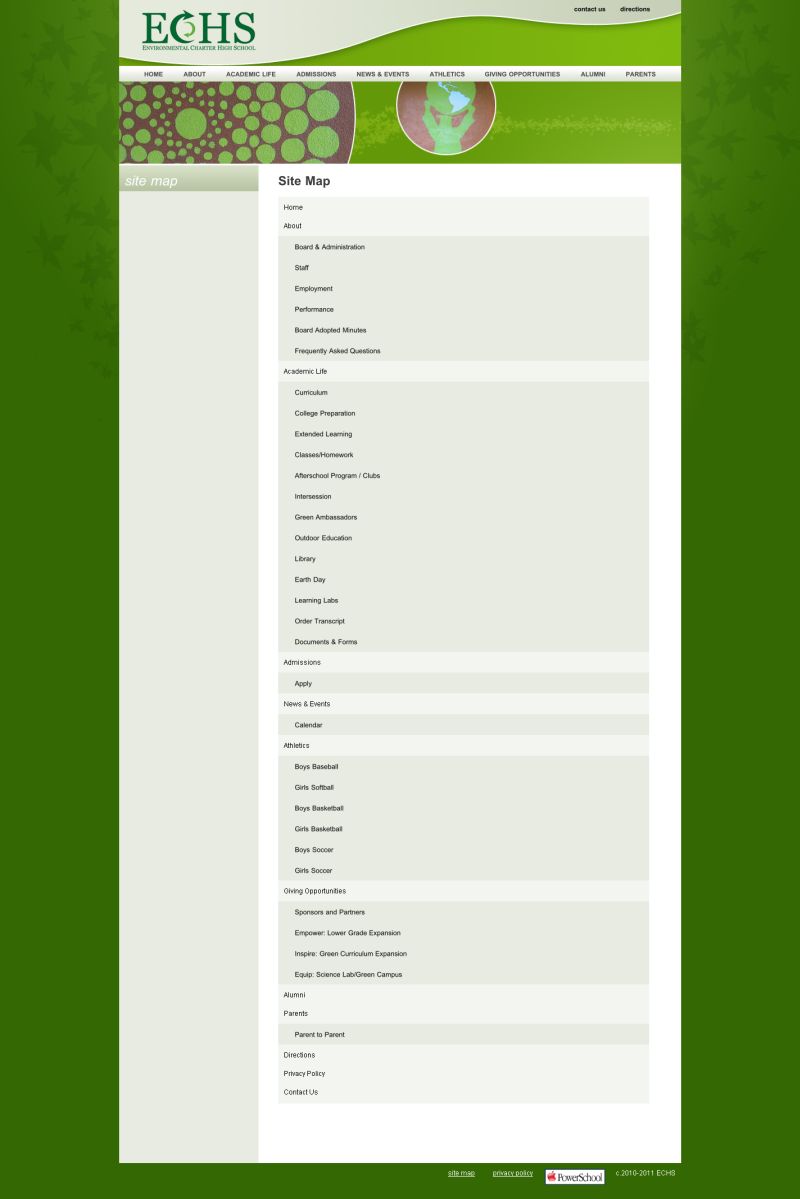 contact us directions
ECHS
ENVIRONMENTAL CHARTER HIGH SCHOOL
HOME ABOUT ACADEMIC LIFE ADMISSIONS NEWS & EVENTS ATHLETICS GIVING OPPORTUNITIES ALUMNI PARENTS
site map
Site Map
Home
About
Board & Administration
Staff
Employment
Performance
Board Adopted Minutes
Frequently Asked Questions
Academic Life
Curriculum
College Preparation
Extended Learning
Classes/Homework
Afterschool Program / Clubs
Intersession
Green Ambassadors
Outdoor Education
Library
Earth Day
Learning Labs
Order Transcript
Documents & Forms
Admissions
Apply
News & Events
Calendar
Athletics
Boys Baseball
Girls Softball
Boys Basketball
Girls Basketball
Boys Soccer
Girls Soccer
Giving Opportunities
Sponsors and Partners
Empower: Lower Grade Expansion
Inspire: Green Curriculum Expansion
Equip: Science Lab/Green Campus
Alumni
Parents
Parent to Parent
Directions
Privacy Policy
Contact Us
site map privacy policy PowerSchool c.2010-2011 ECHS